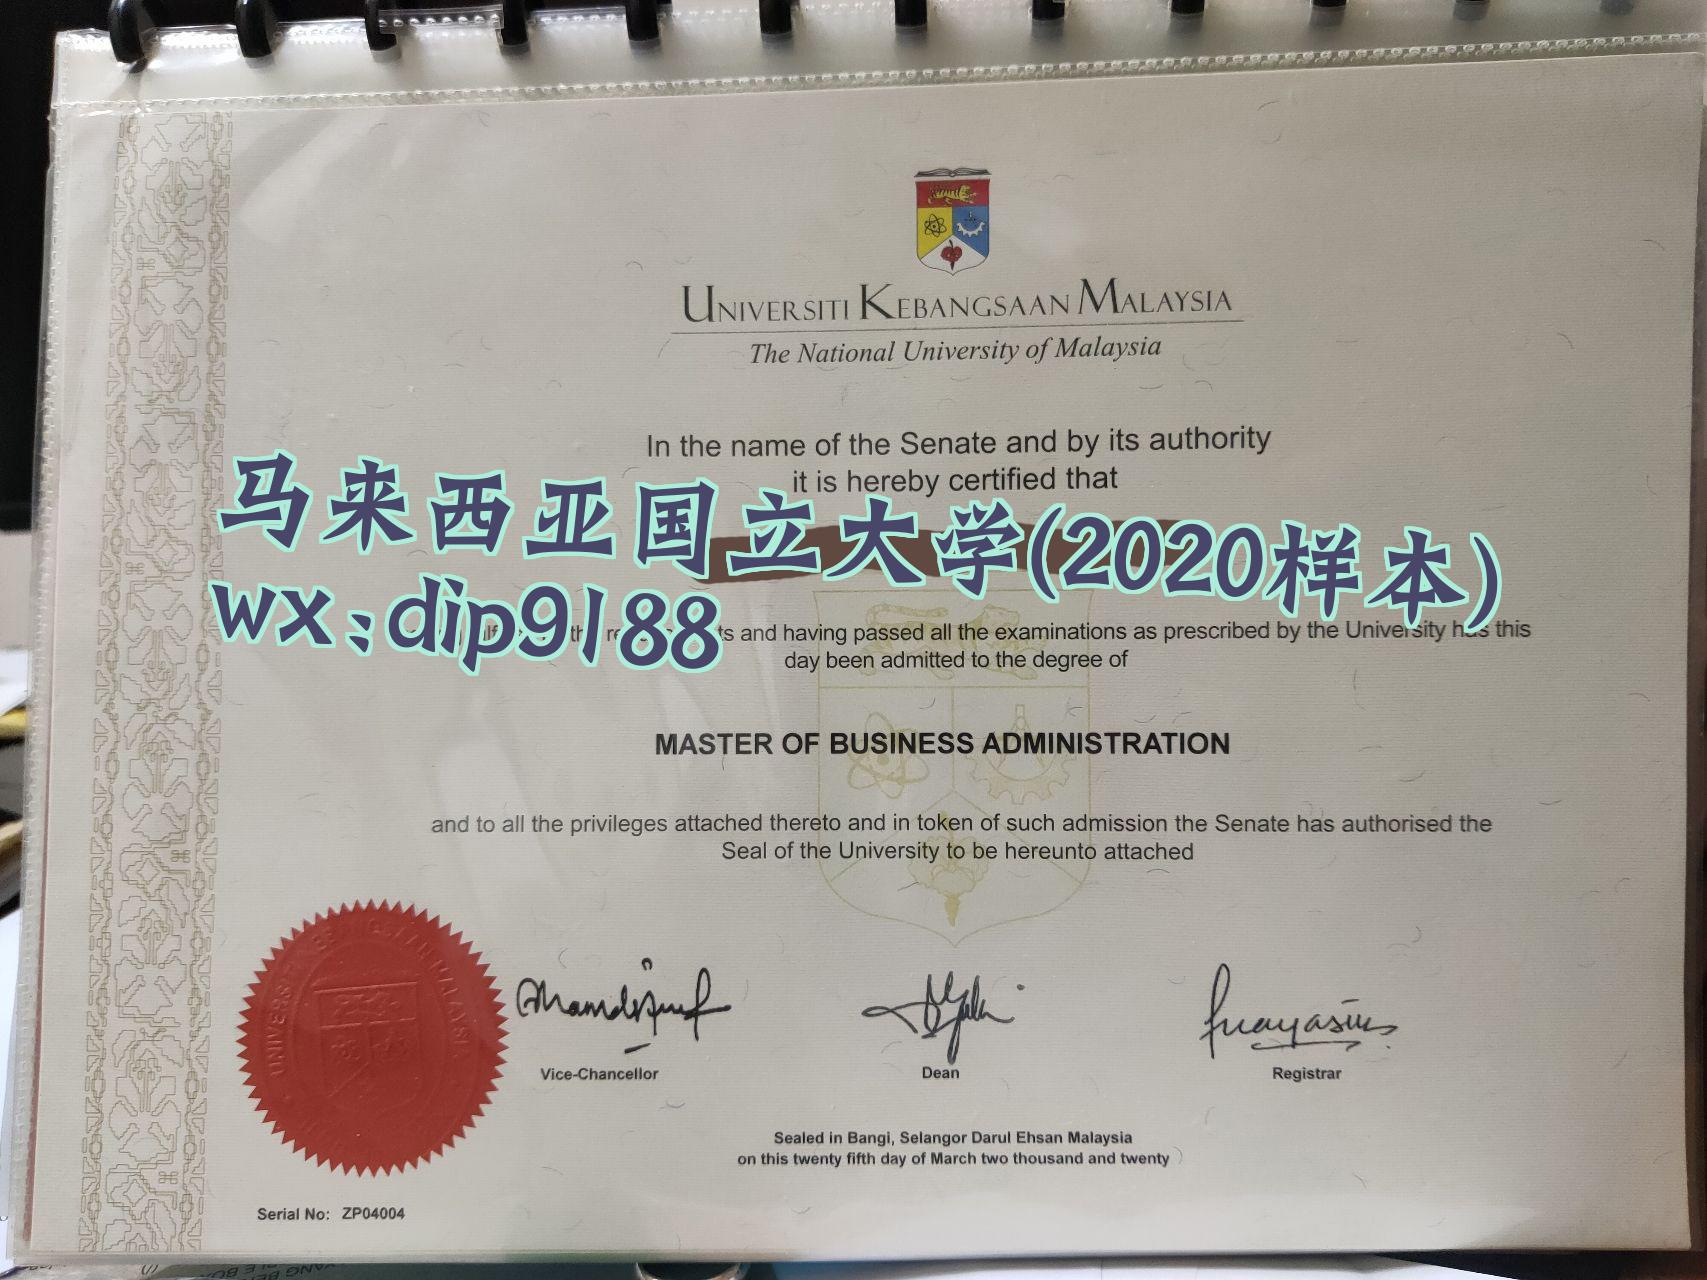 UNIVERSITI KEBANGSAAN MALAYSIA
The National University of Malaysia
In the name of the Senate and by its authority
it is hereby certified that
马来西亚国立大学(2020样本)
wx:dip9188
and having passed all the examinations as prescribed by the University has this
day been admitted to the degree of
MASTER OF BUSINESS ADMINISTRATION
and to all the privileges attached thereto and in token of such admission the Senate has authorised the
Seal of the University to be hereunto attached
UNIVERSITI KEBANGSAAN MALAYSIA
Vice-Chancellor
Dean
Registrar
Sealed in Bangi, Selangor Darul Ehsan Malaysia
on this twenty fifth day of March two thousand and twenty
Serial No: ZP04004